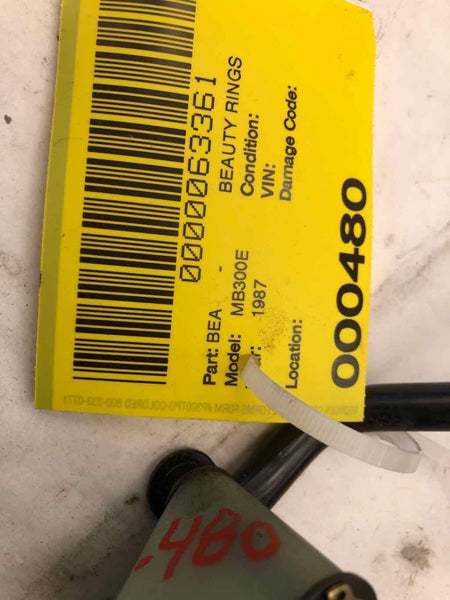 0000063361
Part: BEA - BEAUTY RINGS
Model: MB300E Condition:
1987 VIN:
Damage Code:
Location:
000480
-480